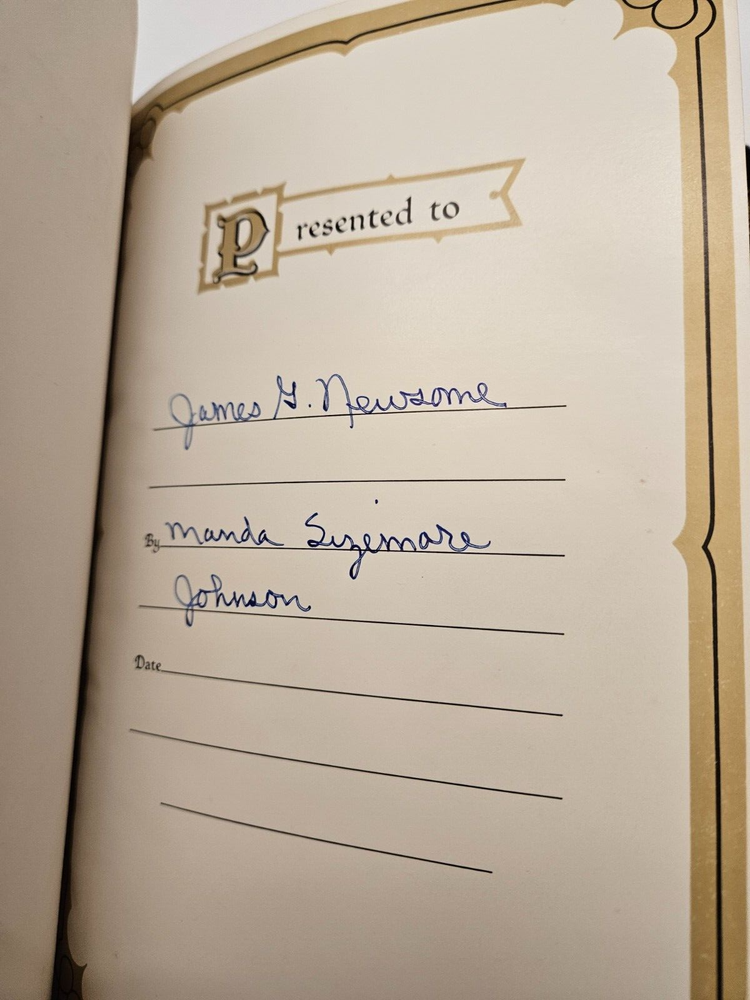 Presented to
James G. Newsome
By Manda Sizemore
Johnson
Date